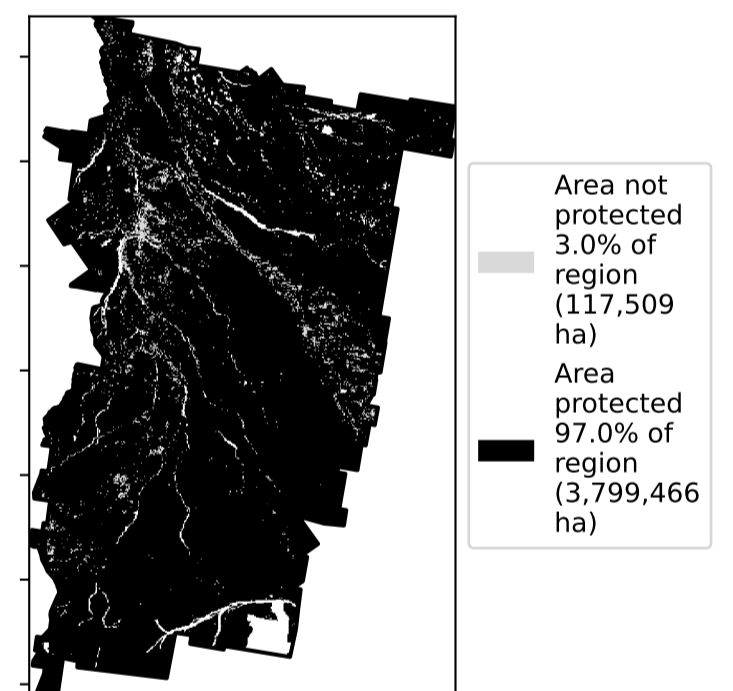 Area not
protected
3.0% of
region
(117,509
ha)
Area
protected
97.0% of
region
(3,799,466
ha)